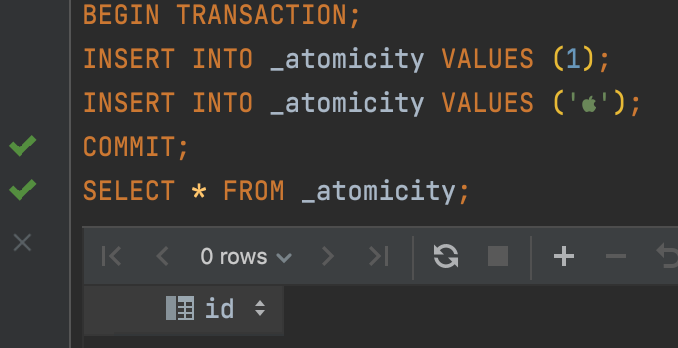 BEGIN TRANSACTION;
INSERT INTO _atomicity VALUES (1);
INSERT INTO _atomicity VALUES ('');
COMMIT;
SELECT * FROM _atomicity;
0 rows
id